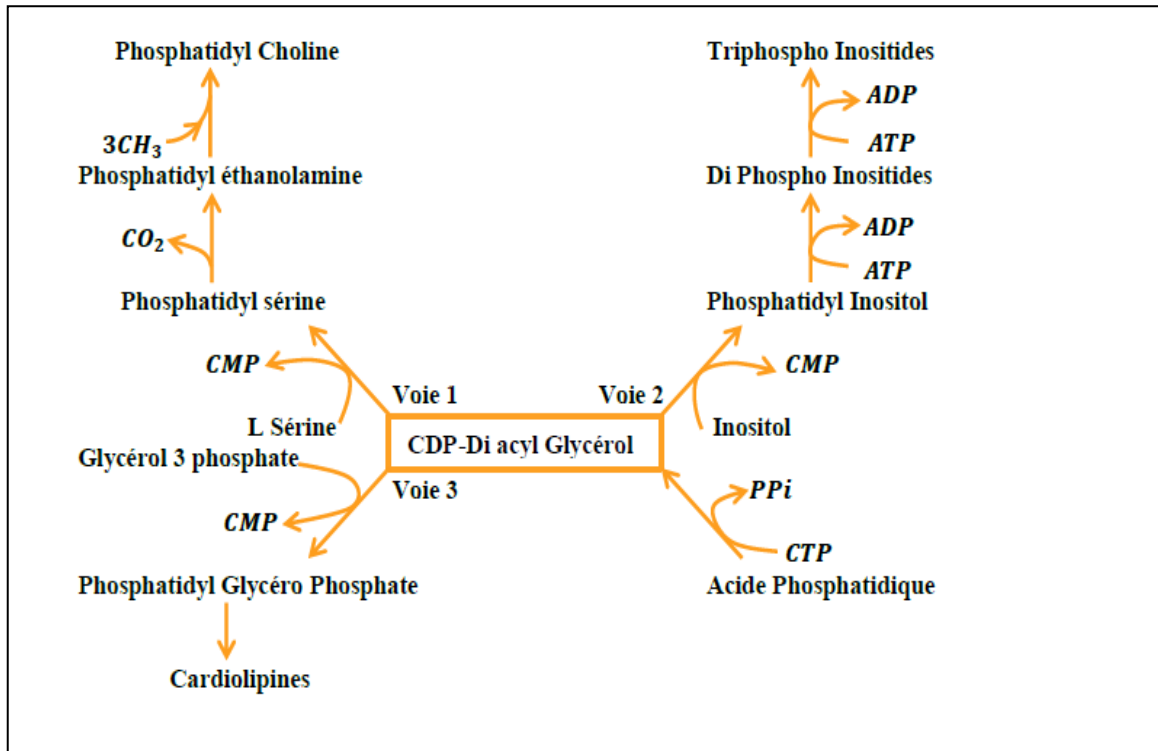 Phosphatidyl Choline
Triphospho Inositides
ADP
3CH₃
ATP
Phosphatidyl éthanolamine
Di Phospho Inositides
CO₂
ADP
ATP
Phosphatidyl sérine
Phosphatidyl Inositol
CMP
CMP
Voie 1
Voie 2
L Sérine
Inositol
CDP-Di acyl Glycérol
Glycérol 3 phosphate
Voie 3
PPi
CMP
CTP
Phosphatidyl Glycéro Phosphate
Acide Phosphatidique
Cardiolipines